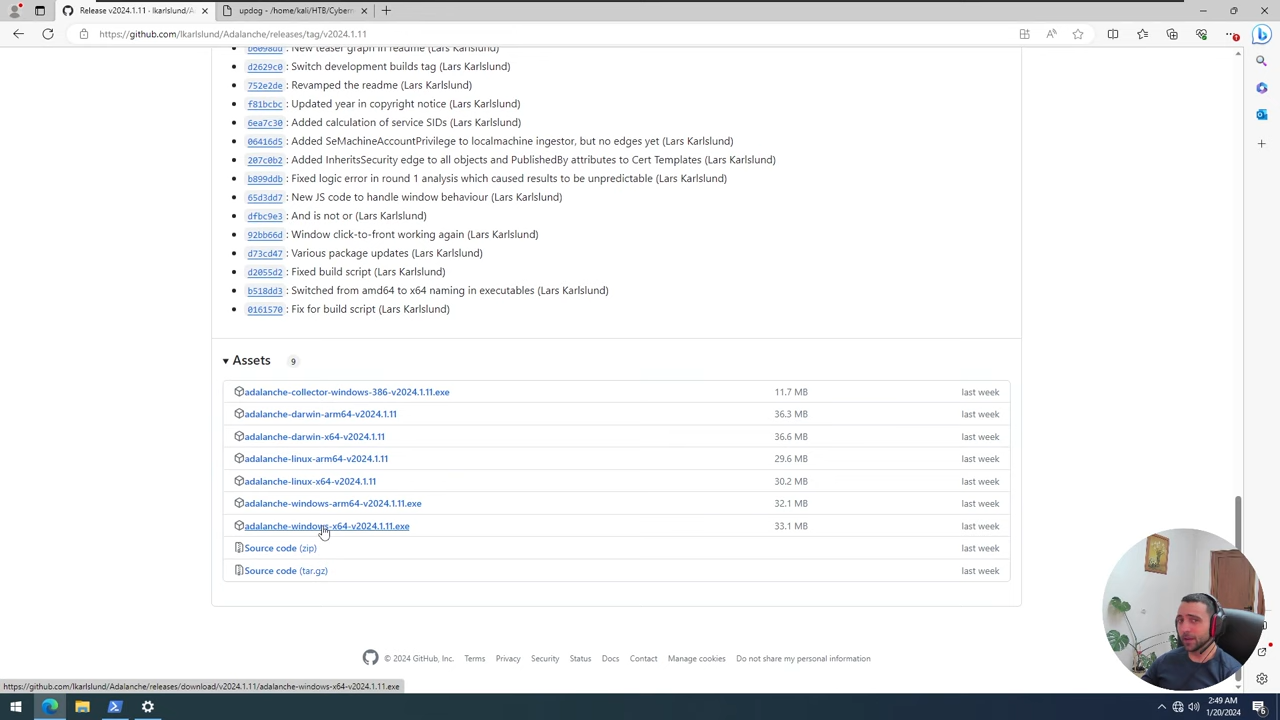 Release v2024.1.11 · lkarlslund/A
updog - /home/kali/HTB/Cybern
https://github.com/lkarlslund/Adalanche/releases/tag/v2024.1.11
b6098dd : New teaser graph in readme (Lars Karlslund)
d2629c0 : Switch development builds tag (Lars Karlslund)
752e2de : Revamped the readme (Lars Karlslund)
f81bcbc : Updated year in copyright notice (Lars Karlslund)
6ea7c30 : Added calculation of service SIDs (Lars Karlslund)
06416d5 : Added SeMachineAccountPrivilege to localmachine ingestor, but no edges yet (Lars Karlslund)
207c0b2 : Added InheritsSecurity edge to all objects and PublishedBy attributes to Cert Templates (Lars Karlslund)
b899ddb : Fixed logic error in round 1 analysis which caused results to be unpredictable (Lars Karlslund)
65d3dd7 : New JS code to handle window behaviour (Lars Karlslund)
dfbc9e3 : And is not or (Lars Karlslund)
92bb66d : Window click-to-front working again (Lars Karlslund)
d73cd47 : Various package updates (Lars Karlslund)
d2055d2 : Fixed build script (Lars Karlslund)
b518dd3 : Switched from amd64 to x64 naming in executables (Lars Karlslund)
0161570 : Fix for build script (Lars Karlslund)
Assets 9
adalanche-collector-windows-386-v2024.1.11.exe 11.7 MB last week
adalanche-darwin-arm64-v2024.1.11 36.3 MB last week
adalanche-darwin-x64-v2024.1.11 36.6 MB last week
adalanche-linux-arm64-v2024.1.11 29.6 MB last week
adalanche-linux-x64-v2024.1.11 30.2 MB last week
adalanche-windows-arm64-v2024.1.11.exe 32.1 MB last week
adalanche-windows-x64-v2024.1.11.exe 33.1 MB last week
Source code (zip) last week
Source code (tar.gz) last week
© 2024 GitHub, Inc. Terms Privacy Security Status Docs Contact Manage cookies Do not share my personal information
https://github.com/lkarlslund/Adalanche/releases/download/v2024.1.11/adalanche-windows-x64-v2024.1.11.exe
2:49 AM
1/20/2024